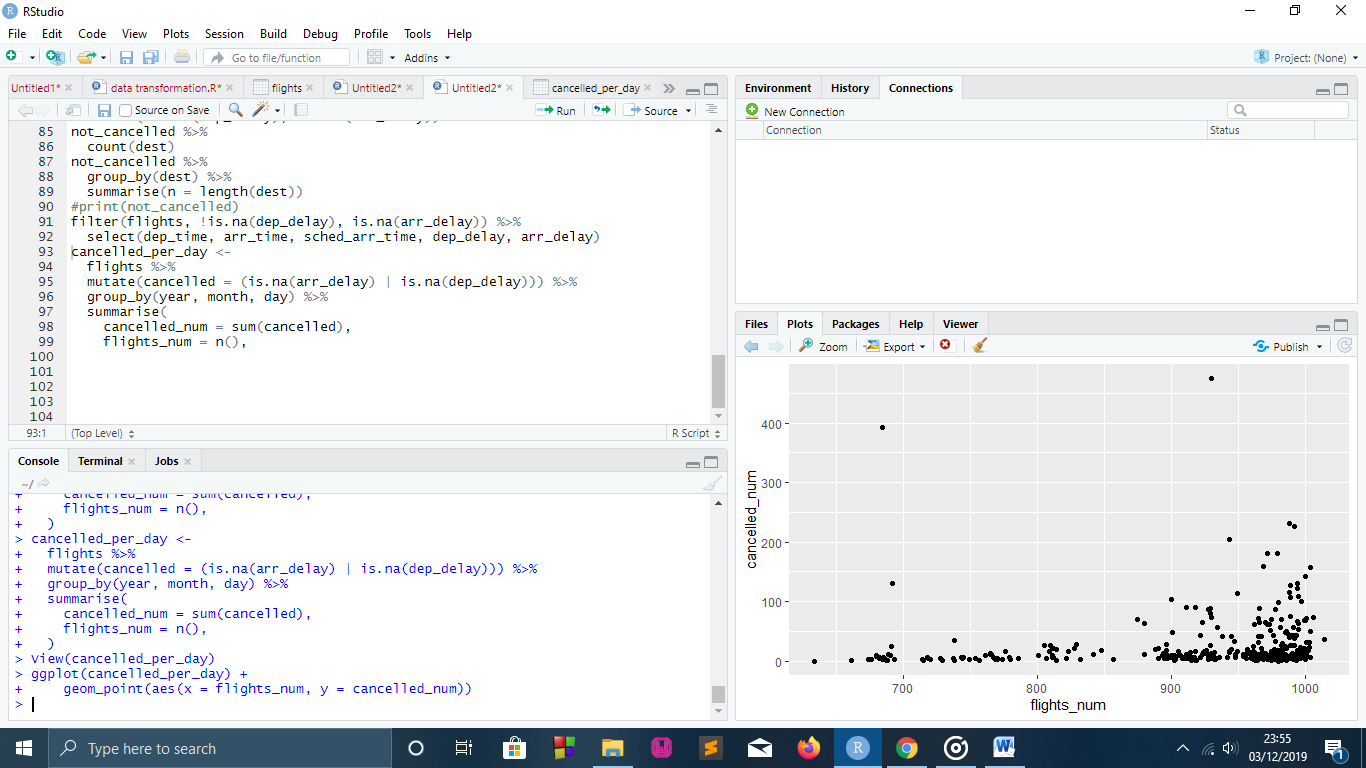 RStudio
File Edit Code View Plots Session Build Debug Profile Tools Help
Go to file/function Addins Project: (None)
Untitled1* data transformation.R* flights Untitled2* Untitled2* cancelled_per_day
Source on Save Run Source
85 not_cancelled %>%
86 count(dest)
87 not_cancelled %>%
88 group_by(dest) %>%
89 summarise(n = length(dest))
90 #print(not_cancelled)
91 filter(flights, !is.na(dep_delay), is.na(arr_delay)) %>%
92 select(dep_time, arr_time, sched_arr_time, dep_delay, arr_delay)
93 cancelled_per_day <-
94 flights %>%
95 mutate(cancelled = (is.na(arr_delay) | is.na(dep_delay))) %>%
96 group_by(year, month, day) %>%
97 summarise(
98 cancelled_num = sum(cancelled),
99 flights_num = n(),
100
101
102
103
104
93:1 (Top Level) R Script
Console Terminal Jobs
~/
+ cancelled_num = sum(cancelled),
+ flights_num = n(),
+ )
> cancelled_per_day <-
+ flights %>%
+ mutate(cancelled = (is.na(arr_delay) | is.na(dep_delay))) %>%
+ group_by(year, month, day) %>%
+ summarise(
+ cancelled_num = sum(cancelled),
+ flights_num = n(),
+ )
> View(cancelled_per_day)
> ggplot(cancelled_per_day) +
+ geom_point(aes(x = flights_num, y = cancelled_num))
>
Environment History Connections
New Connection
Connection Status
Files Plots Packages Help Viewer
Zoom Export Publish
cancelled_num
400
300
200
100
0
700 800 900 1000
flights_num
Type here to search
23:55
03/12/2019
1